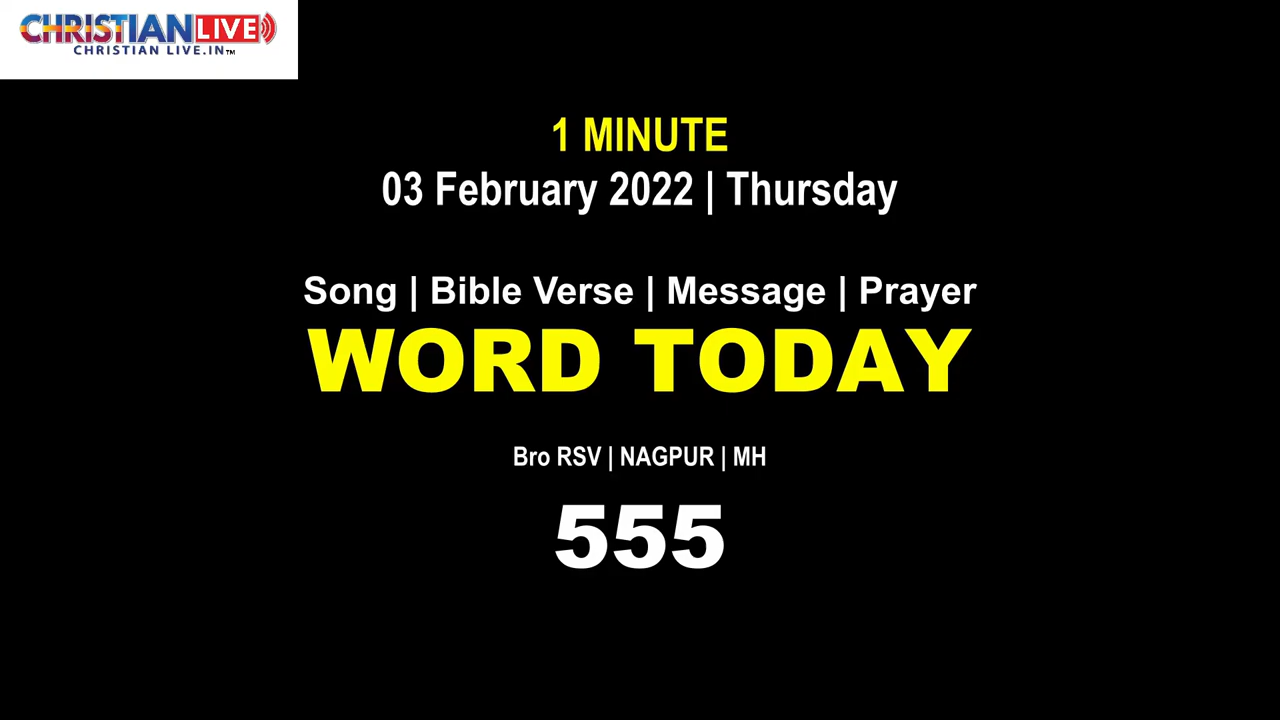 CHRISTIANLIVE
CHRISTIAN LIVE.IN™
1 MINUTE
03 February 2022 | Thursday
Song | Bible Verse | Message | Prayer
WORD TODAY
Bro RSV | NAGPUR | MH
555